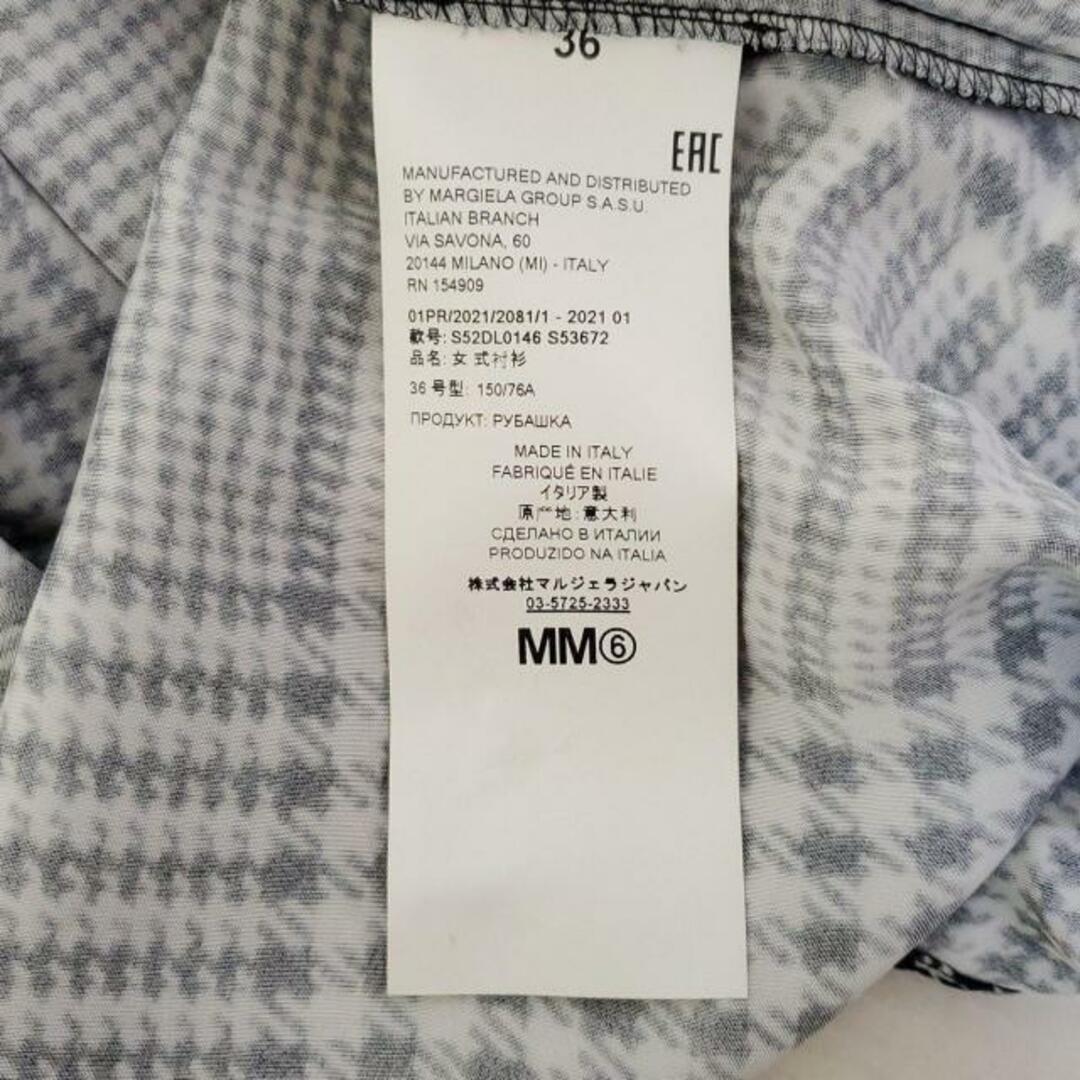 36
EAC
MANUFACTURED AND DISTRIBUTED
BY MARGIELA GROUP S.A.S.U.
ITALIAN BRANCH
VIA SAVONA, 60
20144 MILANO (MI) - ITALY
RN 154909
01PR/2021/2081/1 - 2021 01
款号: S52DL0146 S53672
品名: 女 式衬衫
36 号型: 150/76A
ПРОДУКТ: РУБАШКА
MADE IN ITALY
FABRIQUÉ EN ITALIE
イタリア製
原产地:意大利
СДЕЛАНО В ИТАЛИИ
PRODUZIDO NA ITALIA
株式会社マルジェラジャパン
03-5725-2333
MM⑥